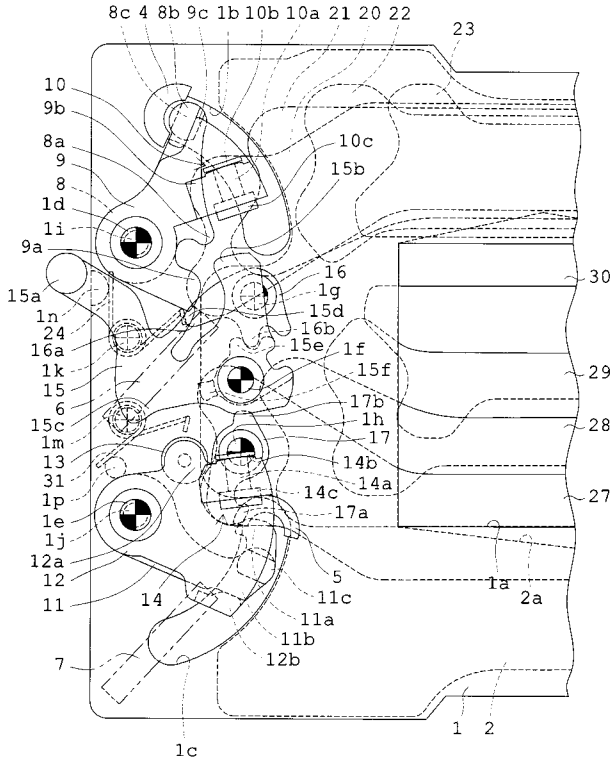 8c 4 8b 9c 1b 10b 10a 21 20 22
23
10
9b
8a
9
8
1d
1i
9a
15a
1n
24
16a
1k
15
6
15c
1m
13
31
1p
1e
1j
12a
12
11
14
7
1c
10c
15b
16
1g
15d
16b
15e
1f
15f
17b
1h
17
14b
14a
14c
17a
5
11c
11a
11b
12b
30
29
28
27
1a
2a
1 2